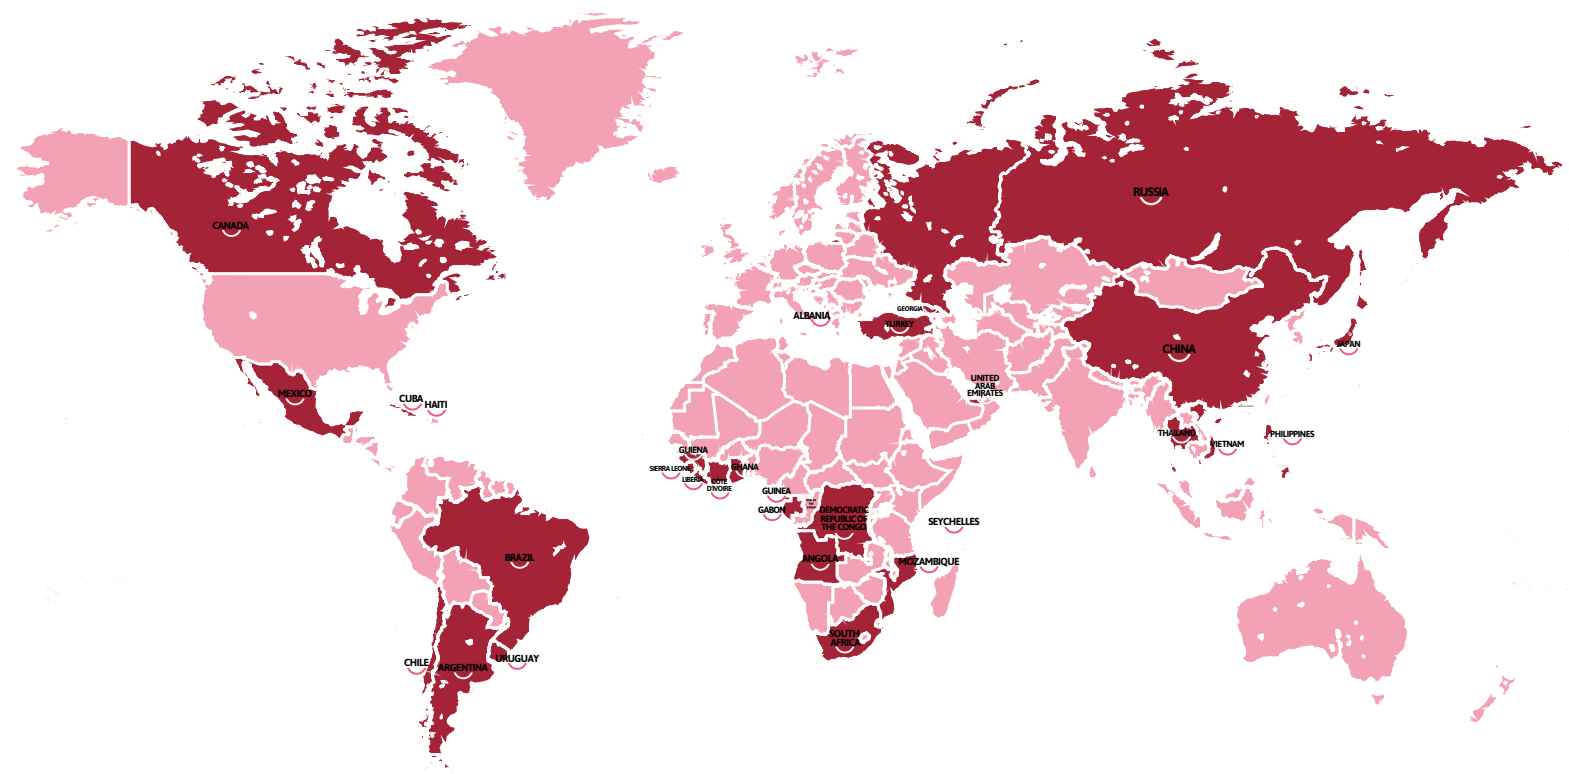 RUSSIA
CANADA
GEORGIA
ALBANIA
TURKEY
JAPAN
CHINA
UNITED
ARAB
EMIRATES
MEXICO
CUBA
HAITI
THAILAND
PHILIPPINES
VIETNAM
GUIENA
SIERRA LEONE
GHANA
LIBERIA
COTE
D'IVOIRE
GUINEA
GABON
DEMOCRATIC
REPUBLIC OF
THE CONGO
SEYCHELLES
BRAZIL
ANGOLA
MOZAMBIQUE
SOUTH
AFRICA
CHILE
ARGENTINA
URUGUAY